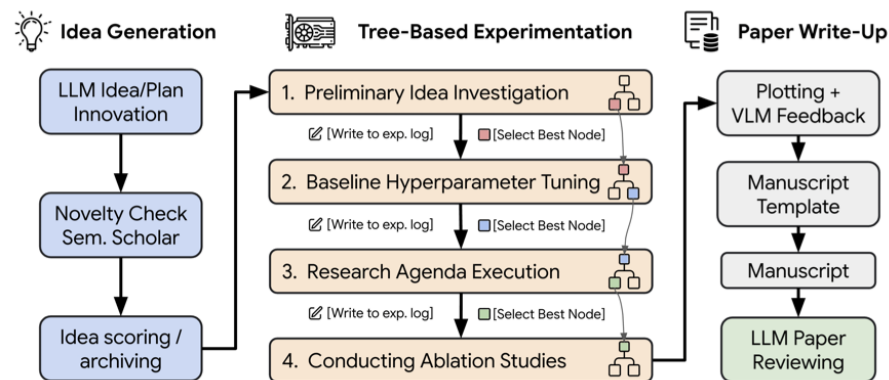 Idea Generation
LLM Idea/Plan
Innovation
Novelty Check
Sem. Scholar
Idea scoring /
archiving
Tree-Based Experimentation
1. Preliminary Idea Investigation
[Write to exp. log]
[Select Best Node]
2. Baseline Hyperparameter Tuning
[Write to exp. log]
[Select Best Node]
3. Research Agenda Execution
[Write to exp. log]
[Select Best Node]
4. Conducting Ablation Studies
Paper Write-Up
Plotting +
VLM Feedback
Manuscript
Template
Manuscript
LLM Paper
Reviewing